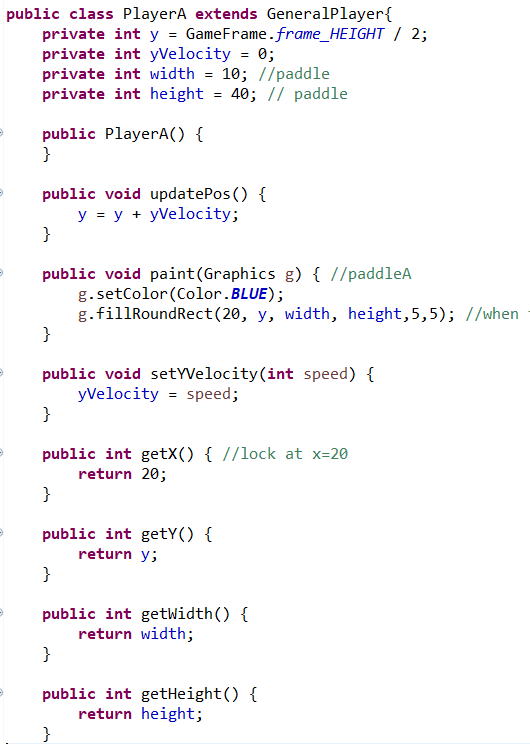 public class PlayerA extends GeneralPlayer{
    private int y = GameFrame.frame_HEIGHT / 2;
    private int yVelocity = 0;
    private int width = 10; //paddle
    private int height = 40; // paddle

    public PlayerA() {
    }

    public void updatePos() {
        y = y + yVelocity;
    }

    public void paint(Graphics g) { //paddleA
        g.setColor(Color.BLUE);
        g.fillRoundRect(20, y, width, height,5,5); //when
    }

    public void setYVelocity(int speed) {
        yVelocity = speed;
    }

    public int getX() { //lock at x=20
        return 20;
    }

    public int getY() {
        return y;
    }

    public int getWidth() {
        return width;
    }

    public int getHeight() {
        return height;
    }